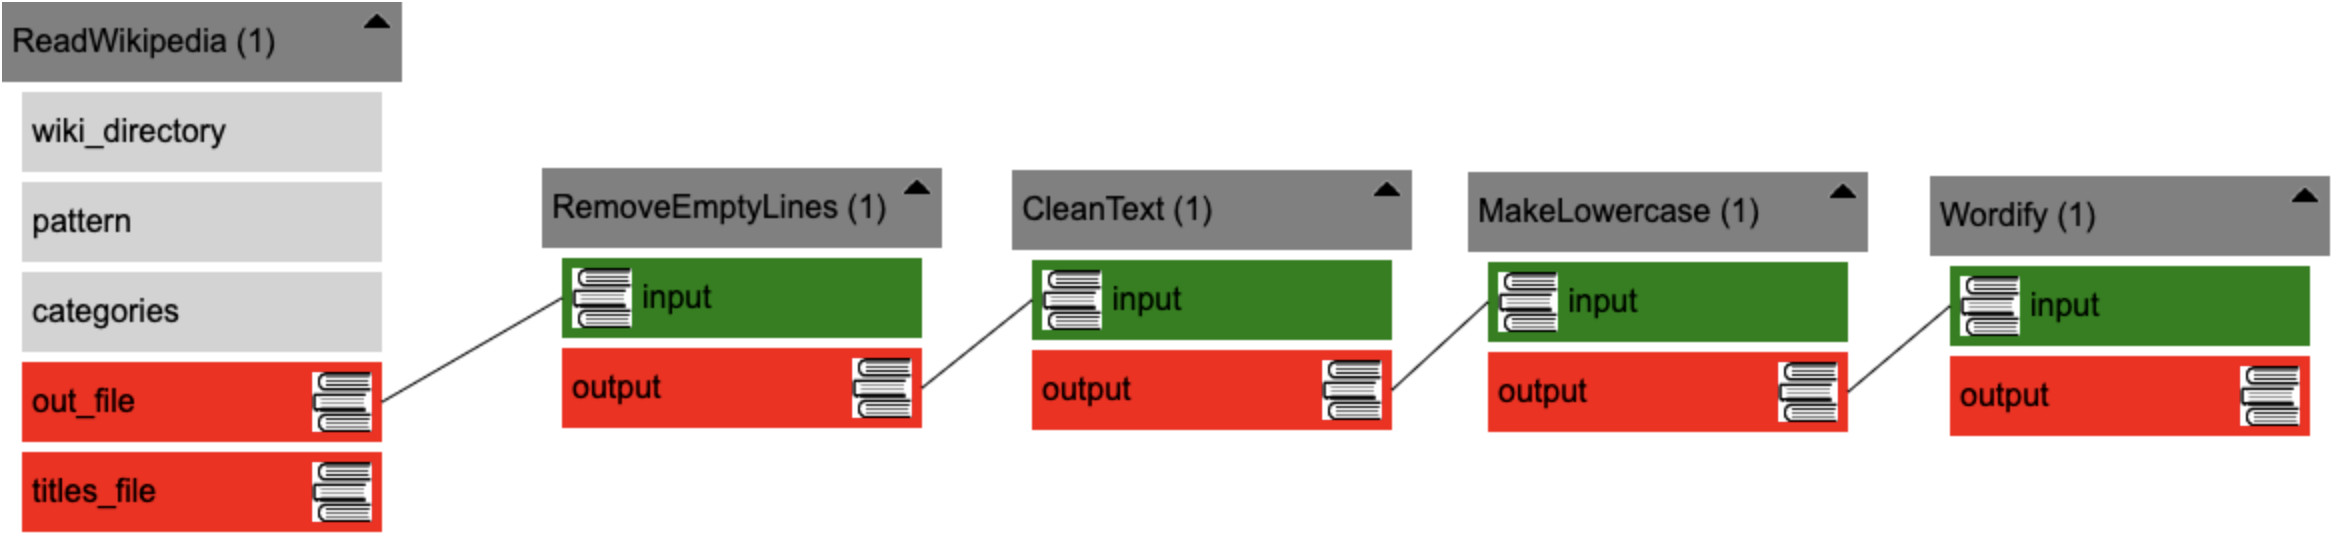 ReadWikipedia (1)
wiki_directory
pattern
categories
out_file
titles_file
RemoveEmptyLines (1)
input
output
CleanText (1)
input
output
MakeLowercase (1)
input
output
Wordify (1)
input
output